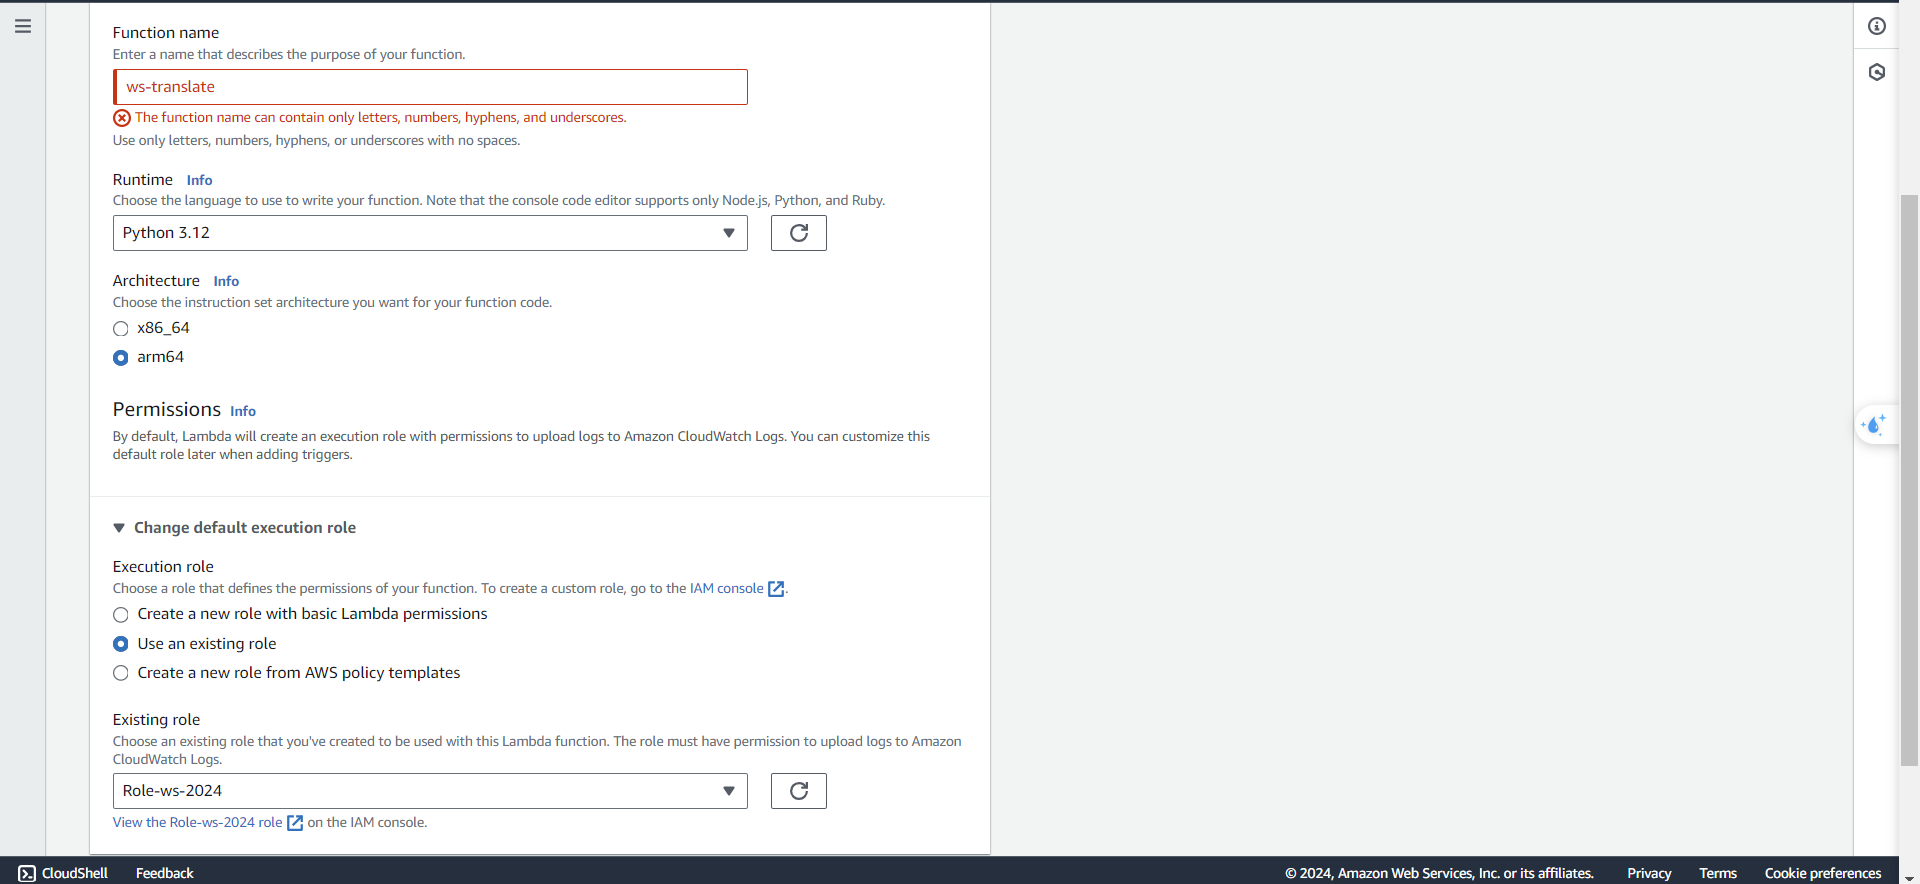 Function name
Enter a name that describes the purpose of your function.
ws-translate
The function name can contain only letters, numbers, hyphens, and underscores.
Use only letters, numbers, hyphens, or underscores with no spaces.
Runtime Info
Choose the language to use to write your function. Note that the console code editor supports only Node.js, Python, and Ruby.
Python 3.12
Architecture Info
Choose the instruction set architecture you want for your function code.
x86_64
arm64
Permissions Info
By default, Lambda will create an execution role with permissions to upload logs to Amazon CloudWatch Logs. You can customize this
default role later when adding triggers.
Change default execution role
Execution role
Choose a role that defines the permissions of your function. To create a custom role, go to the IAM console.
Create a new role with basic Lambda permissions
Use an existing role
Create a new role from AWS policy templates
Existing role
Choose an existing role that you've created to be used with this Lambda function. The role must have permission to upload logs to Amazon
CloudWatch Logs.
Role-ws-2024
View the Role-ws-2024 role on the IAM console.
CloudShell Feedback © 2024, Amazon Web Services, Inc. or its affiliates. Privacy Terms Cookie preferences